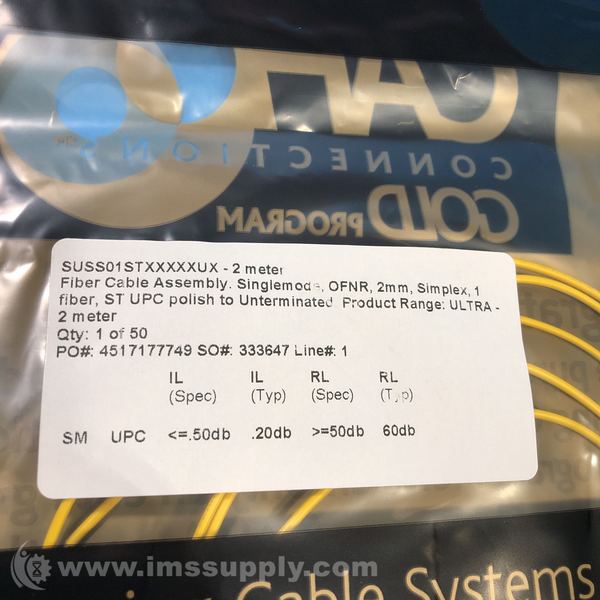 CAR
CONNECTIONS
GOLD PROGRAM
SUSS01STXXXXXUX - 2 meter
Fiber Cable Assembly. Singlemode, OFNR, 2mm, Simplex, 1
fiber, ST UPC polish to Unterminated Product Range: ULTRA -
2 meter
Qty: 1 of 50
PO#: 4517177749 SO#: 333647 Line#: 1
IL IL RL RL
(Spec) (Typ) (Spec) (Typ)
SM UPC <=.50db .20db >=50db 60db
www.imssupply.com
Cable Systems